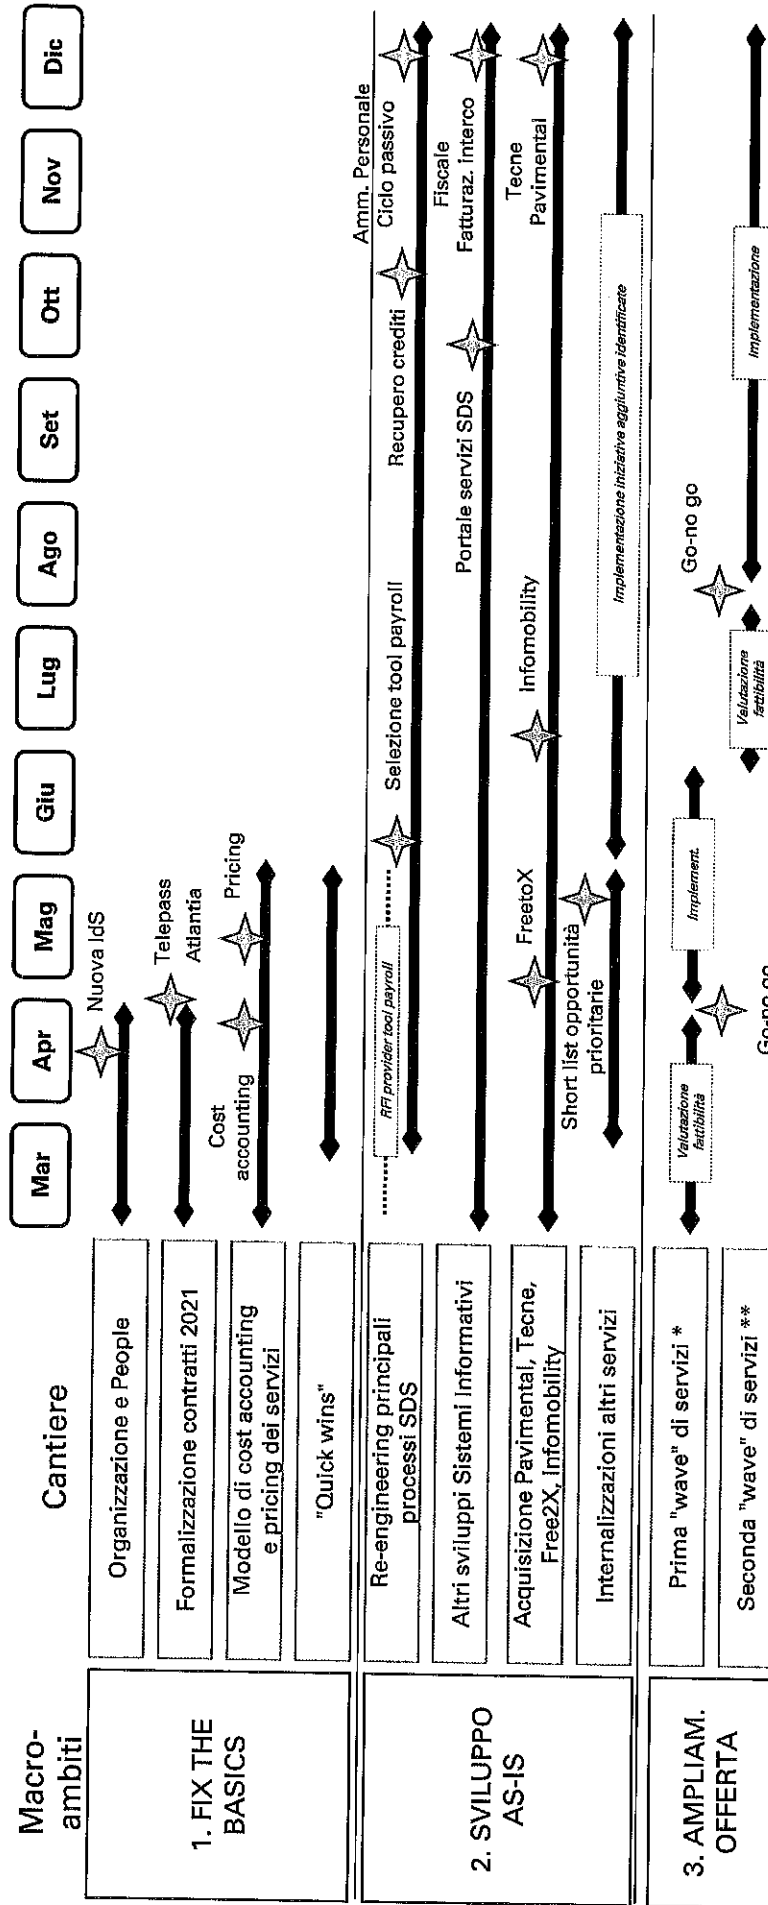 Macro-
ambiti
Cantiere
Mar
Apr
Mag
Giu
Lug
Ago
Set
Ott
Nov
Dic
1. FIX THE
BASICS
Organizzazione e People
Nuova IdS
Formalizzazione contratti 2021
Telepass
Atlantia
Modello di cost accounting
e pricing dei servizi
Cost
accounting
Pricing
"Quick wins"
2. SVILUPPO
AS-IS
Re-engineering principali
processi SDS
RFI provider tool payroll
Selezione tool payroll
Recupero crediti
Amm. Personale
Ciclo passivo
Altri sviluppi Sistemi Informativi
Portale servizi SDS
Fiscale
Fatturaz. interco
Acquisizione Pavimental, Tecne,
Free2X, Infomobility
FreetoX
Infomobility
Tecne
Pavimental
Internalizzazioni altri servizi
Short list opportunità
prioritarie
Implementazione iniziative aggiuntive identificate
3. AMPLIAM.
OFFERTA
Prima "wave" di servizi *
Valutazione
fattibilità
Implement.
Go-no go
Seconda "wave" di servizi **
Valutazione
fattibilità
Go-no go
Implementazione